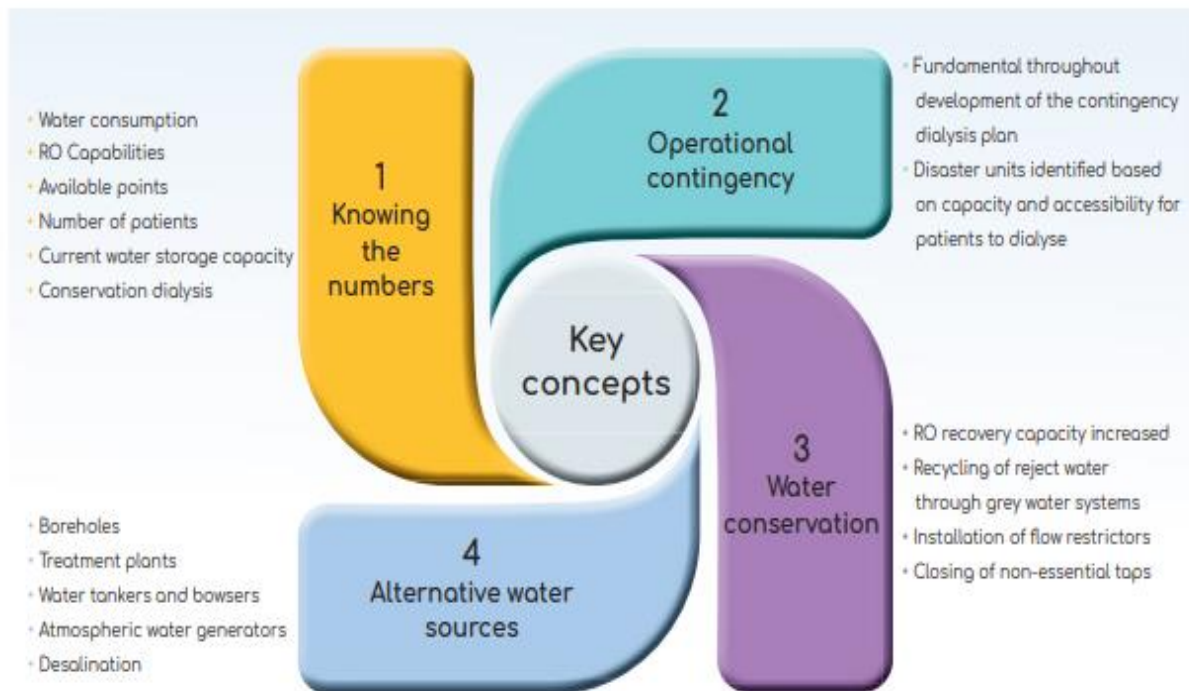 • Water consumption
• RO Capabilities
• Available points
• Number of patients
• Current water storage capacity
• Conservation dialysis
1
Knowing
the
numbers
2
Operational
contingency
• Fundamental throughout
development of the contingency
dialysis plan
• Disaster units identified based
on capacity and accessibility for
patients to dialyse
Key
concepts
3
Water
conservation
• RO recovery capacity increased
• Recycling of reject water
through grey water systems
• Installation of flow restrictors
• Closing of non-essential taps
4
Alternative water
sources
• Boreholes
• Treatment plants
• Water tankers and bowsers
• Atmospheric water generators
• Desalination